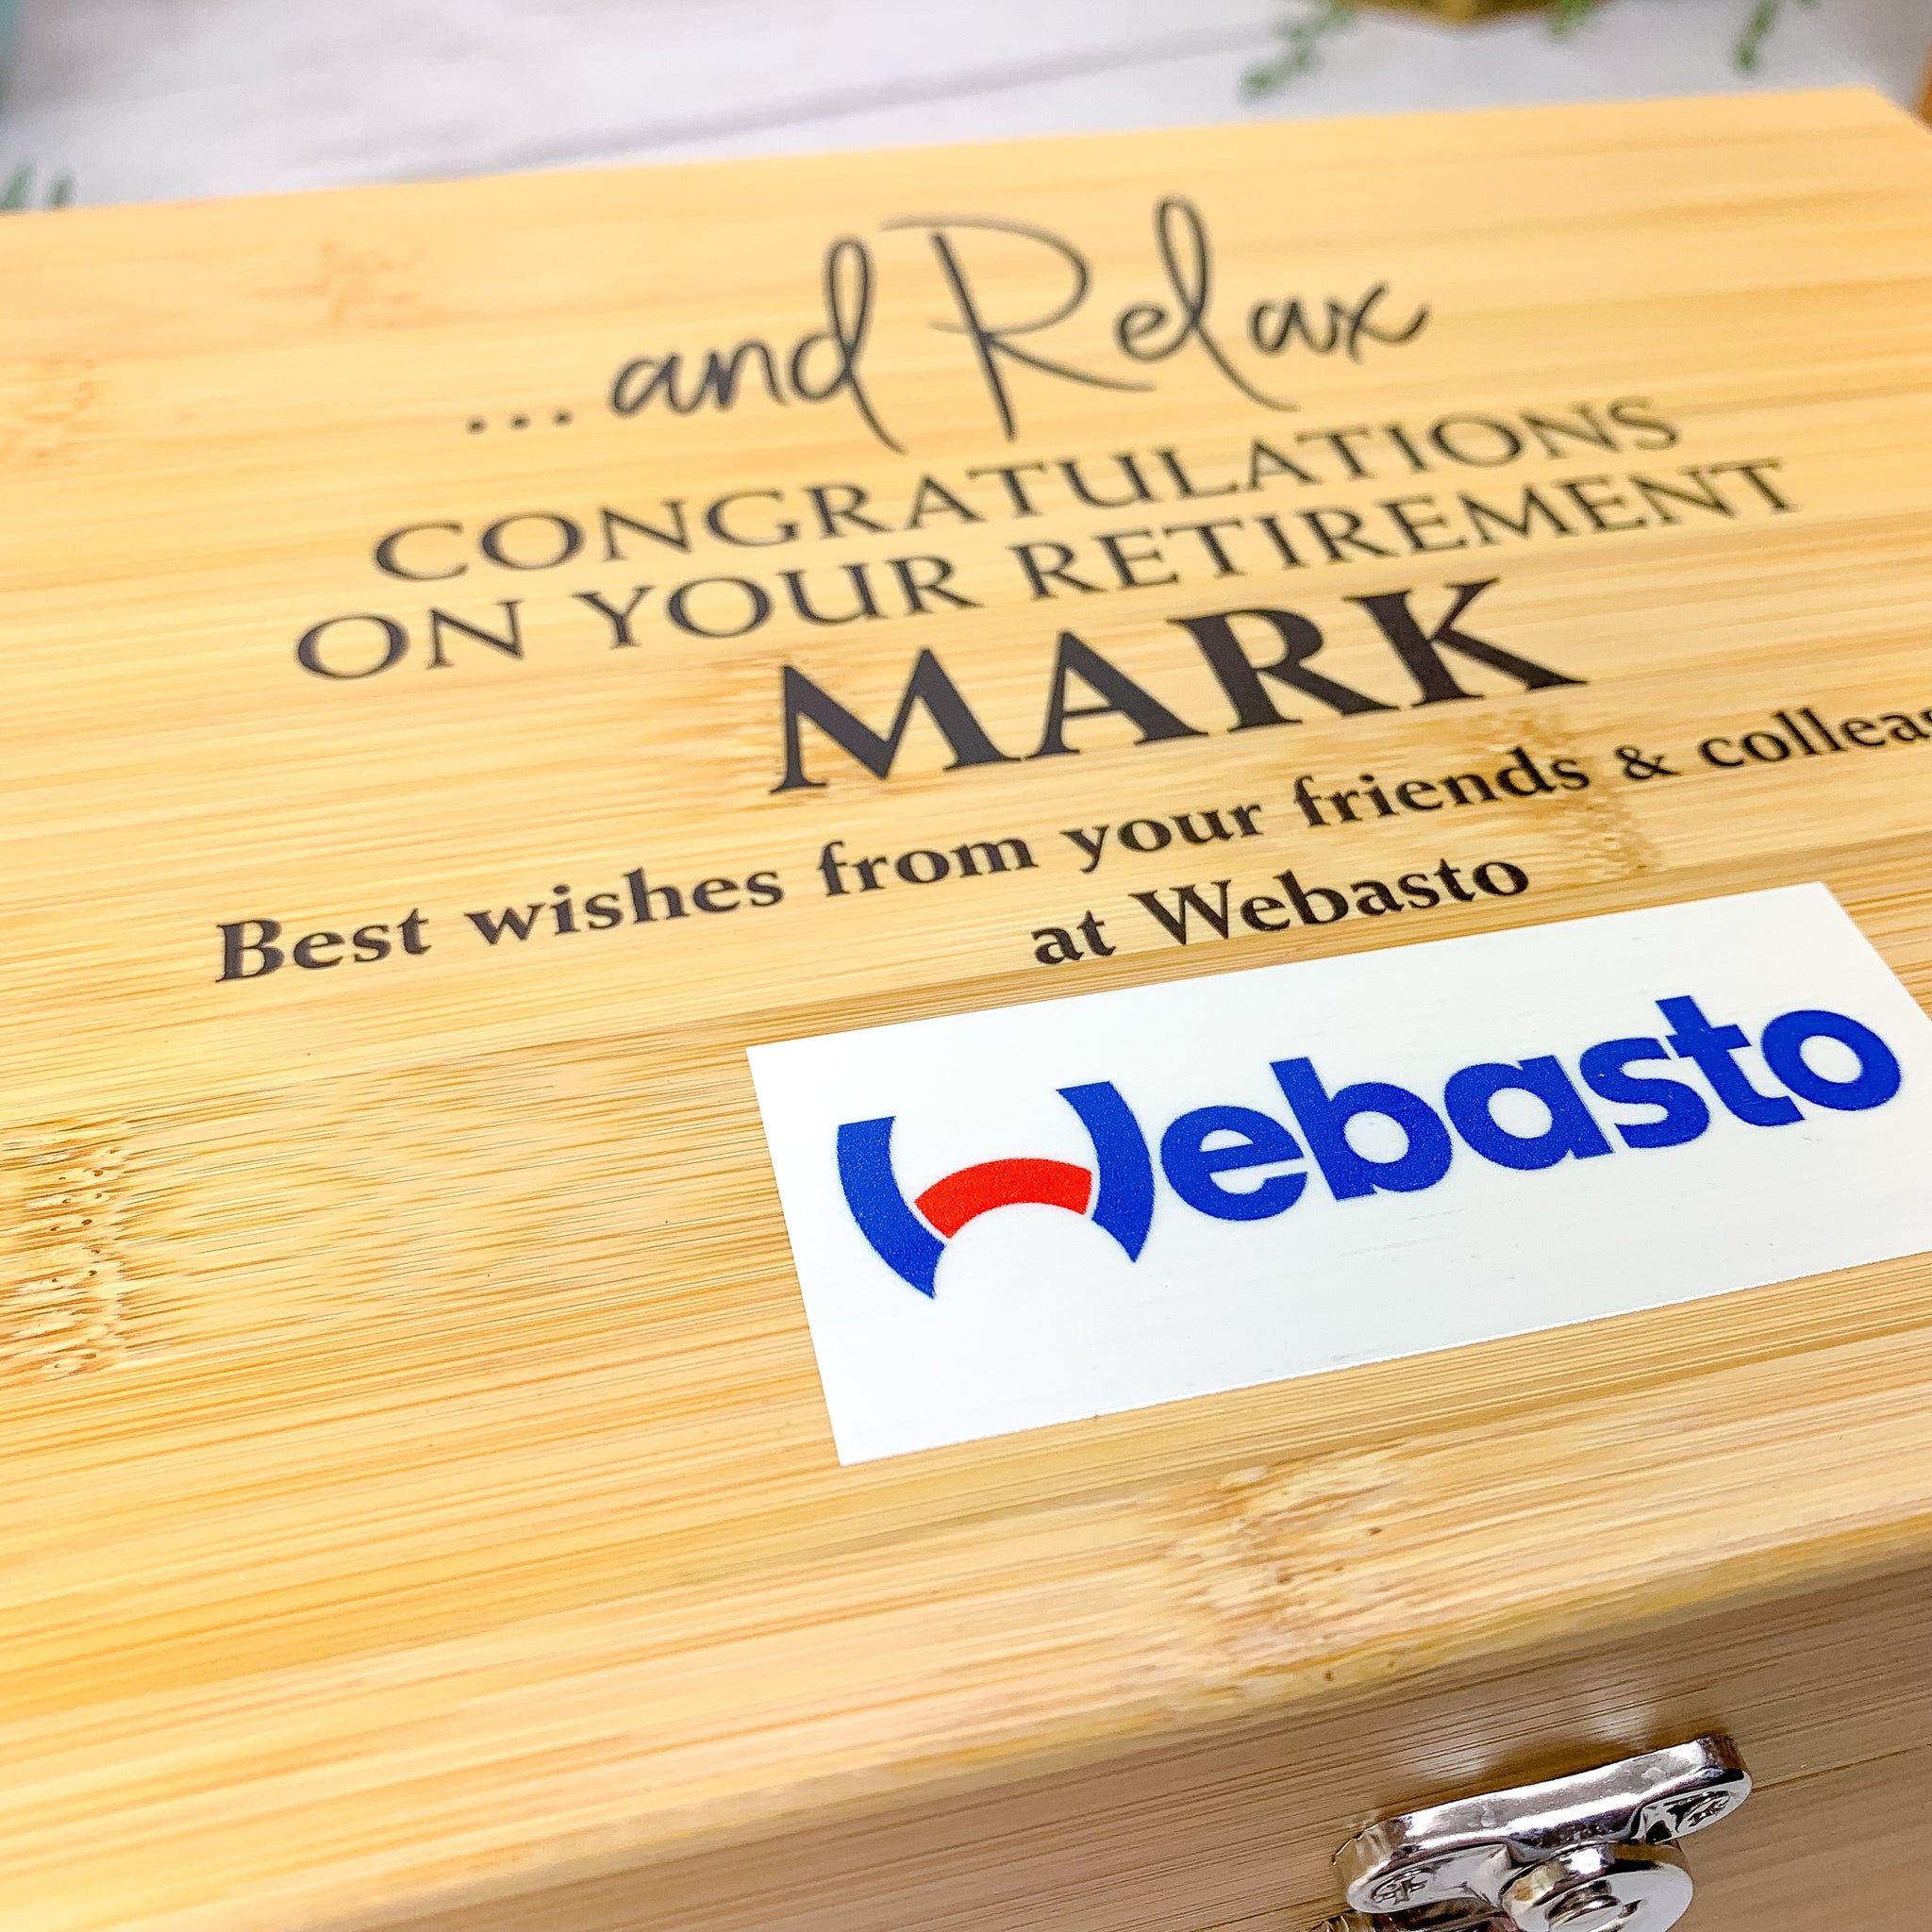 ...and Relax
CONGRATULATIONS
ON YOUR RETIREMENT
MARK
Best wishes from your friends &
at Webasto
Webasto